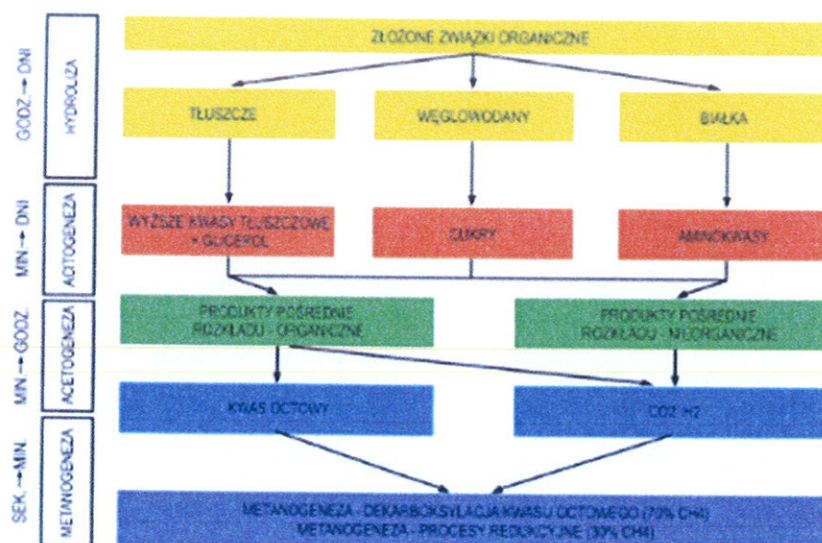 ZŁOŻONE ZWIĄZKI ORGANICZNE
GODZ. → DNI
HYDROLIZA
TŁUSZCZE
WĘGLOWODANY
BIAŁKA
MIN. → DNI
ACITOGENEZA
WYŻSZE KWASY TŁUSZCZOWE
+ GLICEROL
CUKRY
AMINOKWASY
MIN. → GODZ.
ACETOGENEZA
PRODUKTY POŚREDNIE
ROZKŁADU - ORGANICZNE
PRODUKTY POŚREDNIE
ROZKŁADU - NIEORGANICZNE
KWAS OCTOWY
CO2 H2
SEK. → MIN.
METANOGENEZA
METANOGENEZA - DEKARBOKSYLACJA KWASU OCTOWEGO (70% CH4)
METANOGENEZA - PROCESY REDUKCYJNE (30% CH4)